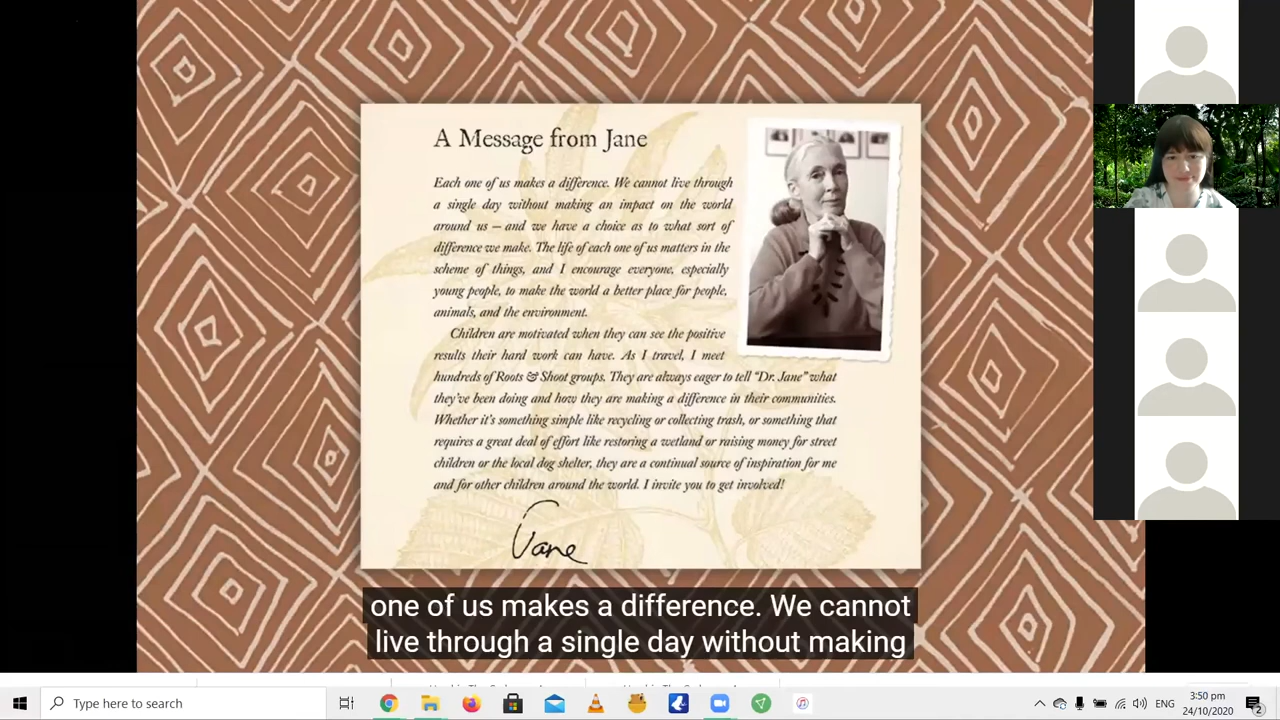 A Message from Jane
Each one of us makes a difference. We cannot live through
a single day without making an impact on the world
around us – and we have a choice as to what sort of
difference we make. The life of each one of us matters in the
scheme of things, and I encourage everyone, especially
young people, to make the world a better place for people,
animals, and the environment.
Children are motivated when they can see the positive
results their hard work can have. As I travel, I meet
hundreds of Roots & Shoot groups. They are always eager to tell "Dr. Jane" what
they've been doing and how they are making a difference in their communities.
Whether it's something simple like recycling or collecting trash, or something that
requires a great deal of effort like restoring a wetland or raising money for street
children or the local dog shelter, they are a continual source of inspiration for me
and for other children around the world. I invite you to get involved!
Jane
one of us makes a difference. We cannot
live through a single day without making
Type here to search
ENG
3:50 pm
24/10/2020
2